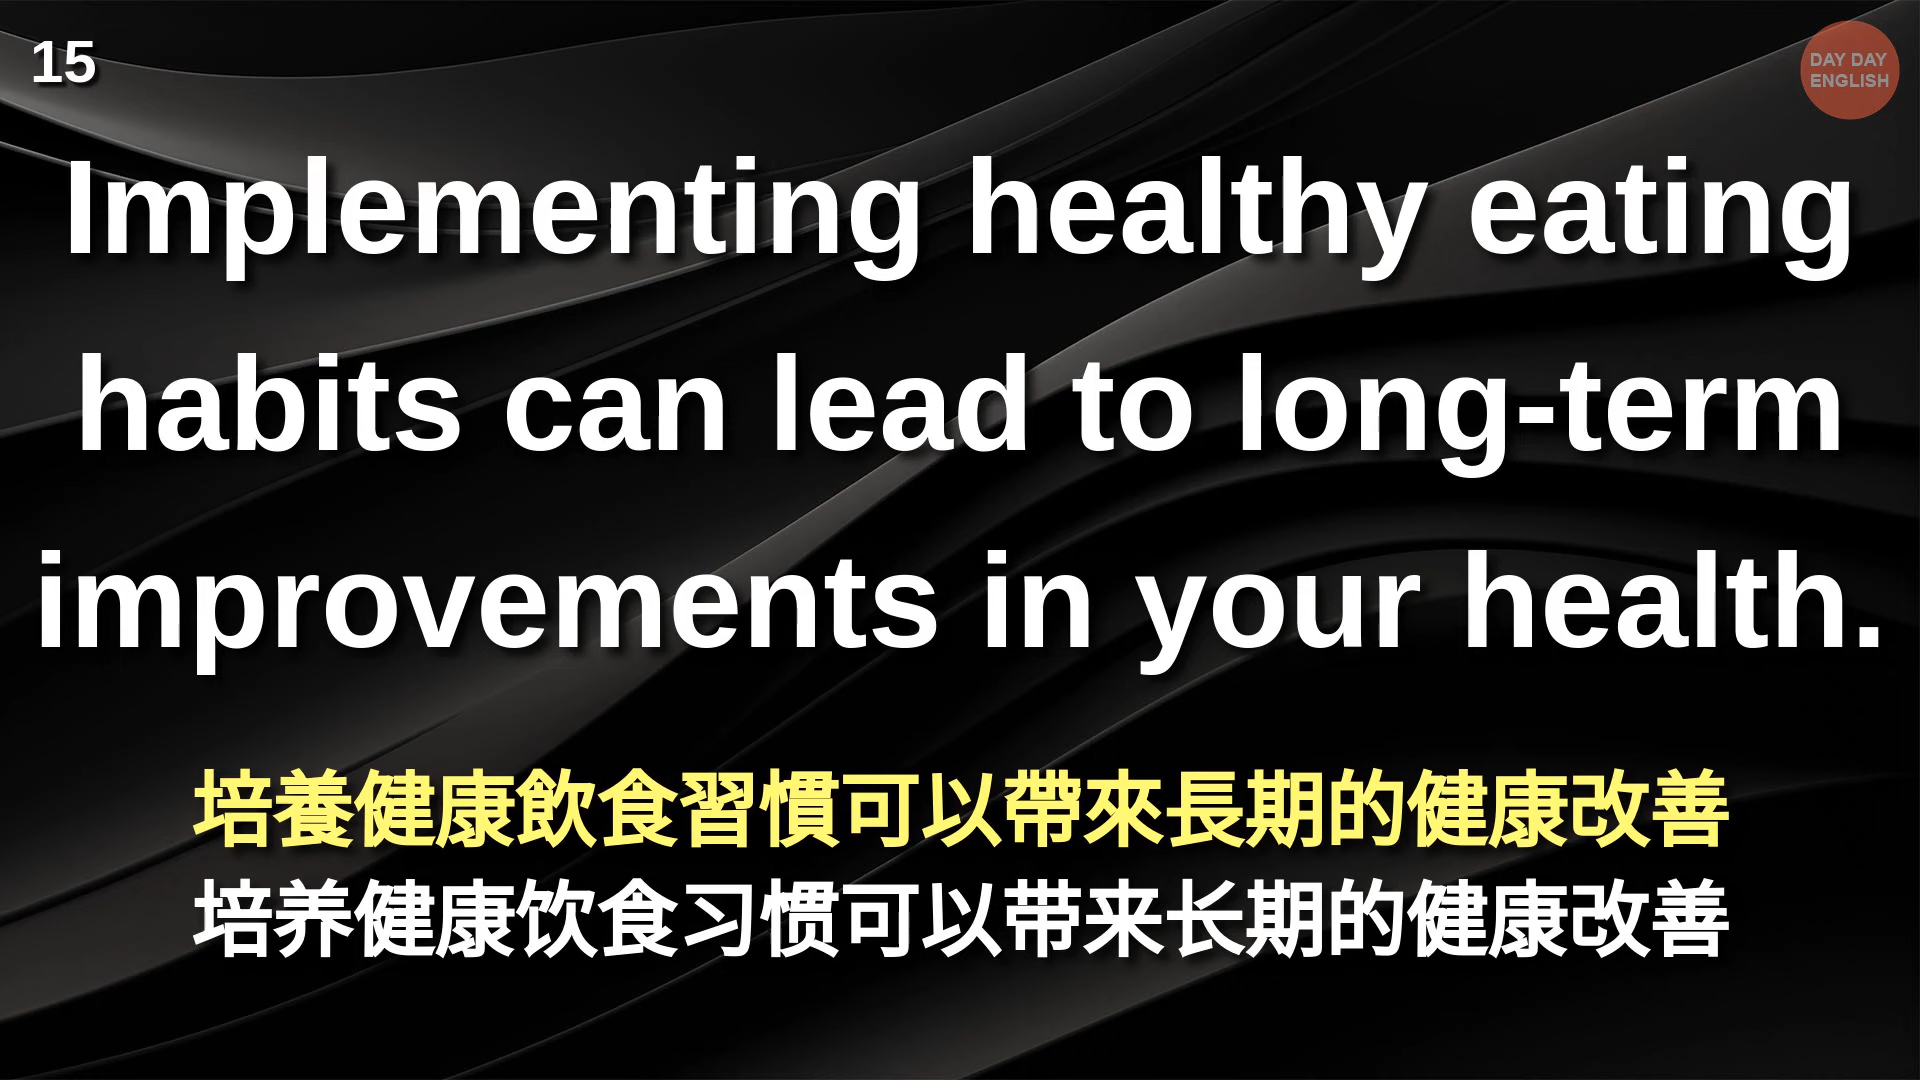 15
DAY DAY
ENGLISH
Implementing healthy eating
habits can lead to long-term
improvements in your health.
培養健康飲食習慣可以帶來長期的健康改善
培养健康饮食习惯可以带来长期的健康改善